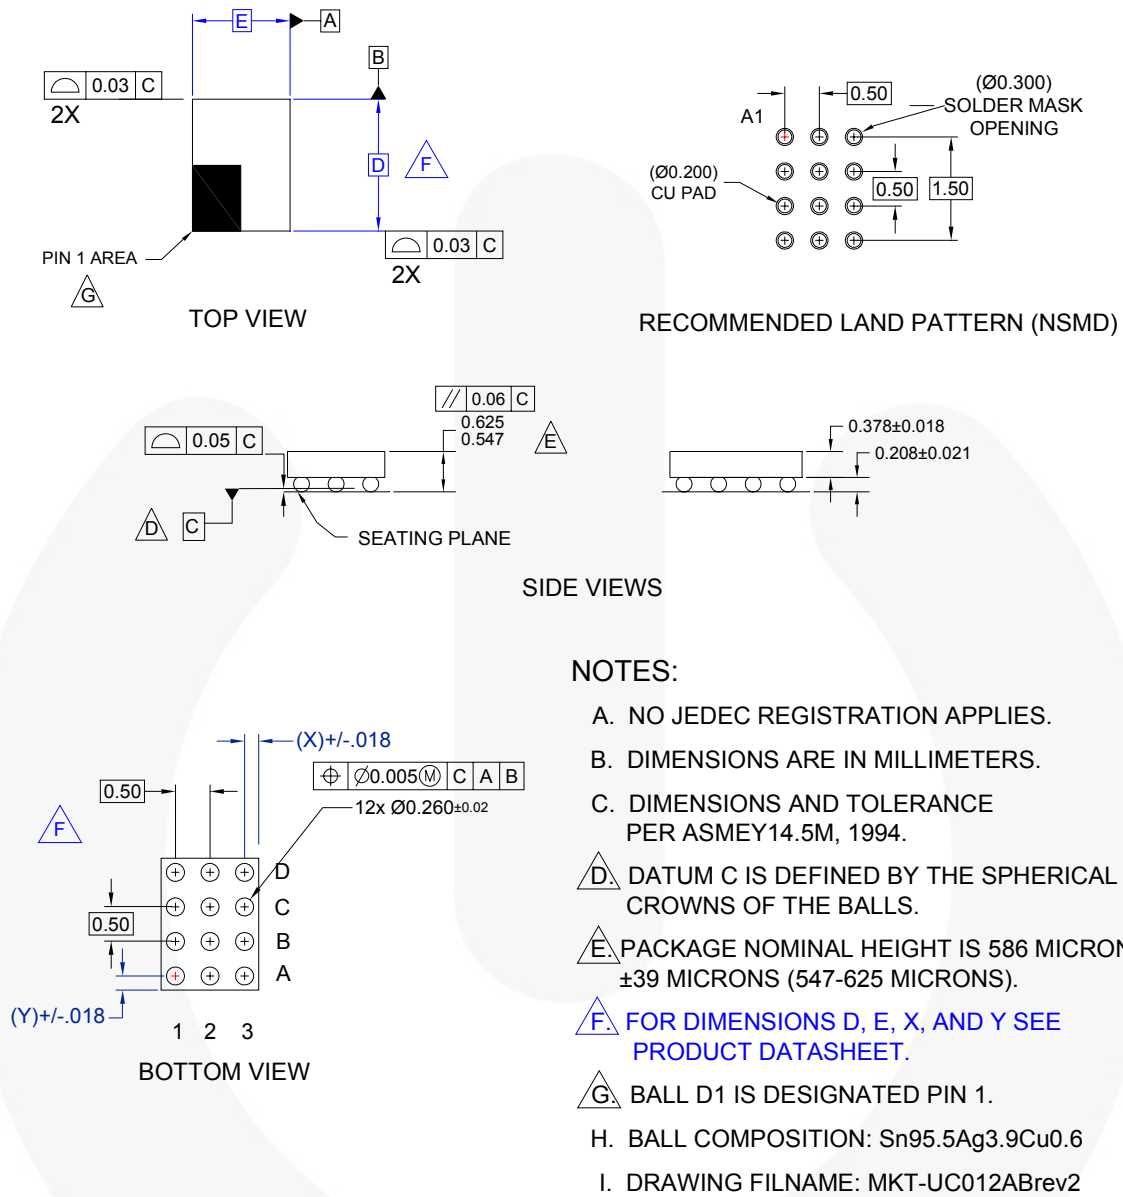 E
A
B
0.03 C
2X
D
F
0.03 C
2X
PIN 1 AREA
G
TOP VIEW
0.50
(Ø0.300)
SOLDER MASK
OPENING
A1
(Ø0.200)
CU PAD
0.50
1.50
RECOMMENDED LAND PATTERN (NSMD)
// 0.06 C
0.625
0.547
E
0.05 C
D
C
SEATING PLANE
0.378±0.018
0.208±0.021
SIDE VIEWS
(X)+/-.018
Ø0.005Ⓜ C A B
12x Ø0.260±0.02
0.50
F
0.50
D
C
B
A
(Y)+/-.018
1 2 3
BOTTOM VIEW
NOTES:
A. NO JEDEC REGISTRATION APPLIES.
B. DIMENSIONS ARE IN MILLIMETERS.
C. DIMENSIONS AND TOLERANCE
PER ASMEY14.5M, 1994.
D. DATUM C IS DEFINED BY THE SPHERICAL
CROWNS OF THE BALLS.
E. PACKAGE NOMINAL HEIGHT IS 586 MICRON
±39 MICRONS (547-625 MICRONS).
F. FOR DIMENSIONS D, E, X, AND Y SEE
PRODUCT DATASHEET.
G. BALL D1 IS DESIGNATED PIN 1.
H. BALL COMPOSITION: Sn95.5Ag3.9Cu0.6
I. DRAWING FILNAME: MKT-UC012ABrev2